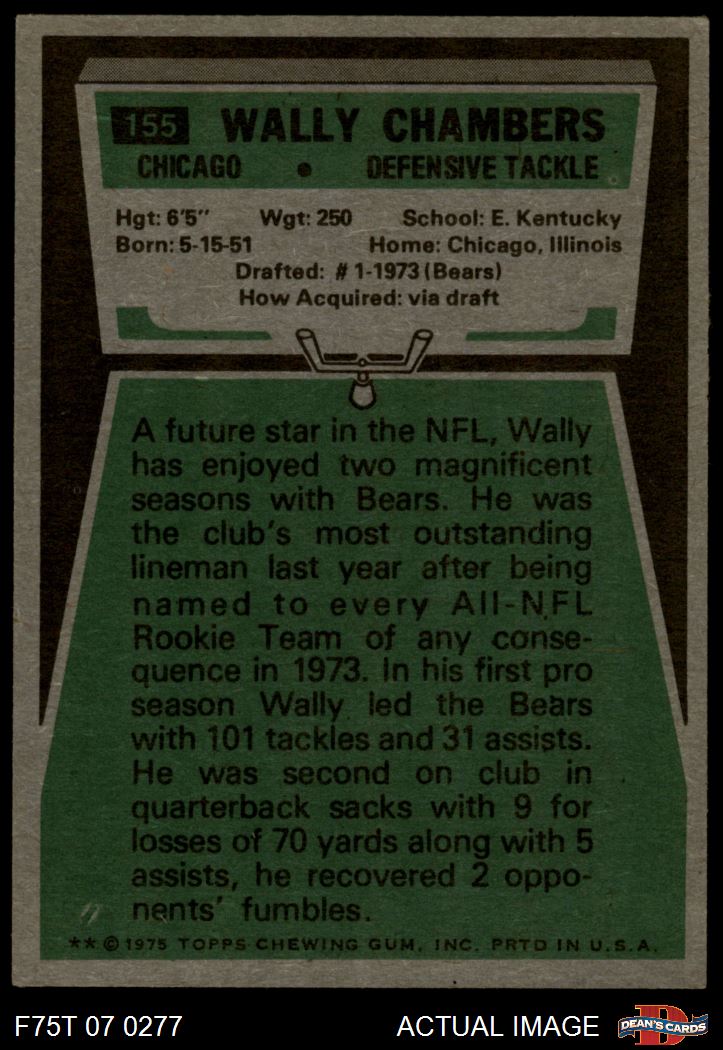 155 WALLY CHAMBERS
CHICAGO • DEFENSIVE TACKLE
Hgt: 6'5" Wgt: 250 School: E. Kentucky
Born: 5-15-51 Home: Chicago, Illinois
Drafted: #1-1973 (Bears)
How Acquired: via draft
A future star in the NFL, Wally
has enjoyed two magnificent
seasons with Bears. He was
the club's most outstanding
lineman last year after being
named to every All-NFL
Rookie Team of any conse-
quence in 1973. In his first pro
season Wally led the Bears
with 101 tackles and 31 assists.
He was second on club in
quarterback sacks with 9 for
losses of 70 yards along with 5
assists, he recovered 2 oppo-
nents' fumbles.
** © 1975 TOPPS CHEWING GUM, INC. PRTD IN U.S.A.
F75T 07 0277 ACTUAL IMAGE
D
DEAN'S CARDS